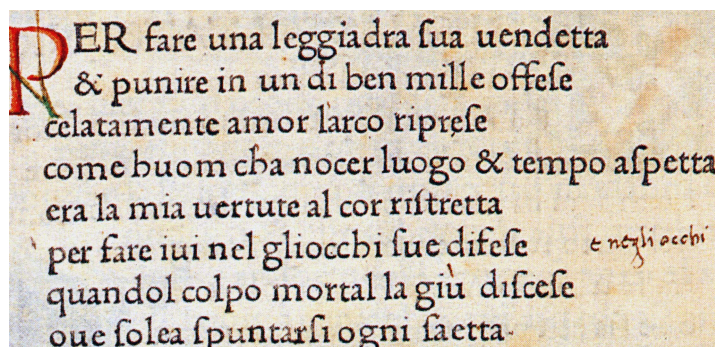 PER fare una leggiadra ſua uendetta
& punire in un di ben mille offeſe
celatamente amor larco ripreſe
come huom cha nocer luogo & tempo aſpetta
era la mia uertute al cor riſtretta
per fare iui nel gliocchi ſue difeſe e negli occhi
quandol colpo mortal la giù diſceſe
oue ſolea ſpuntarſi ogni ſaetta.